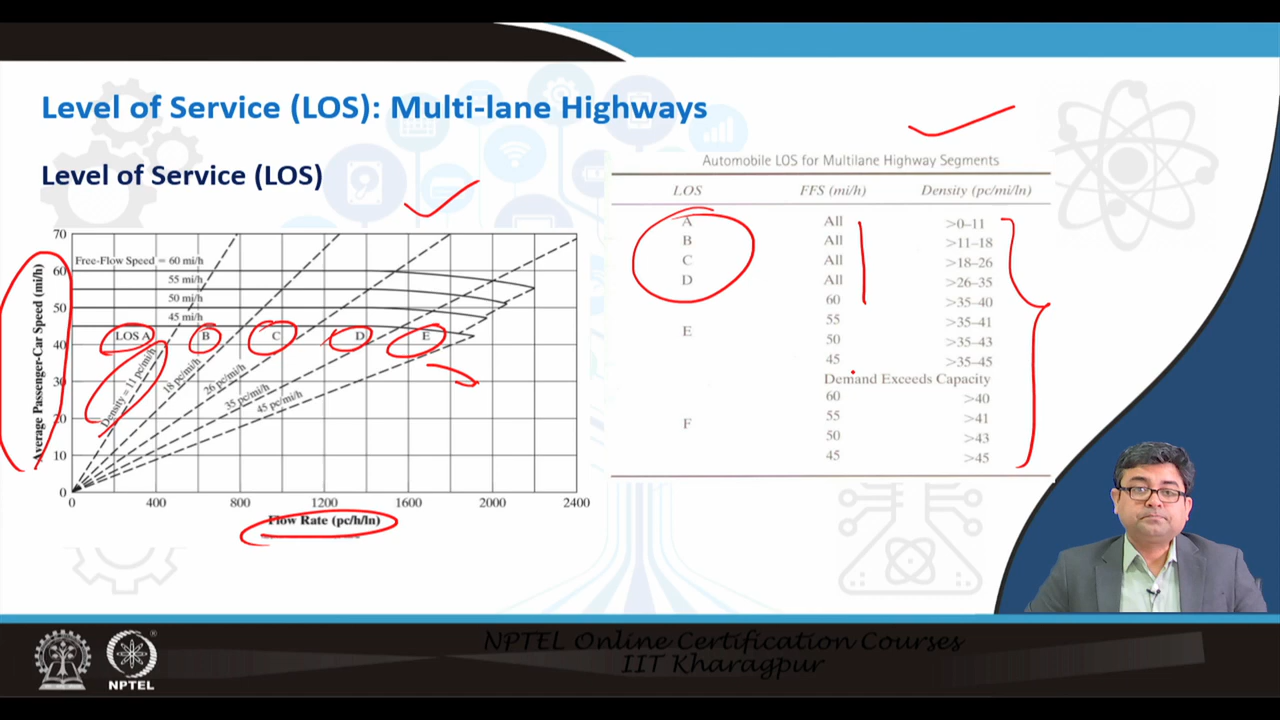 Level of Service (LOS): Multi-lane Highways
Level of Service (LOS)
Average Passenger-Car Speed (mi/h)
70
60
50
40
30
20
10
0
Free-Flow Speed = 60 mi/h
55 mi/h
50 mi/h
45 mi/h
LOS A
B
C
D
E
Density = 11 pc/mi/h
18 pc/mi/h
26 pc/mi/h
35 pc/mi/h
45 pc/mi/h
0 400 800 1200 1600 2000 2400
Flow Rate (pc/h/ln)
Automobile LOS for Multilane Highway Segments
LOS FFS (mi/h) Density (pc/mi/ln)
A All >0–11
B All >11–18
C All >18–26
D All >26–35
60 >35–40
55 >35–41
E
50 >35–43
45 >35–45
Demand Exceeds Capacity
60 >40
55 >41
F
50 >43
45 >45
NPTEL
NPTEL Online Certification Courses
IIT Kharagpur